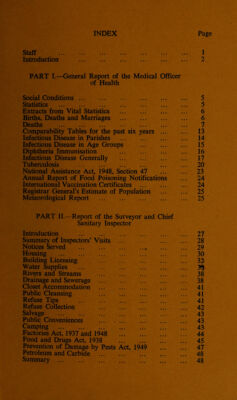 INDEX Page
Staff ... 1
Introduction ... 2
PART I.—General Report of the Medical Officer
of Health
Social Conditions ... 5
Statistics ... 5
Extracts from Vital Statistics ... 6
Births, Deaths and Marriages ... 6
Deaths ... 7
Comparability Tables for the past six years ... 13
Infectious Disease in Parishes ... 14
Infectious Disease in Age Groups ... 15
Diphtheria Immunisation ... 16
Infectious Disease Generally ... 17
Tuberculosis ... 20
National Assistance Act, 1948, Section 47 ... 23
Annual Report of Food Poisoning Notifications ... 24
International Vaccination Certificates ... 24
Registrar General's Estimate of Population ... 25
Meteorological Report ... 25
PART II.—Report of the Surveyor and Chief
Sanitary Inspector
Introduction ... 27
Summary of Inspectors' Visits ... 28
Notices Served ... 29
Housing ... 30
Building Licensing ... 32
Water Supplies ...
Rivers and Streams ... 38
Drainage and Sewerage ... 38
Closet Accommodation ... 41
Public Cleansing ... 41
Refuse Tips ... 41
Refuse Collection ... 42
Salvage ... 43
Public Conveniences ... 43
Camping ... 43
Factories Act, 1937 and 1948 ... 44
Food and Drugs Act, 1938 ... 45
Prevention of Damage by Pests Act, 1949 ... 47
Petroleum and Carbide ... 48
Summary ... 48